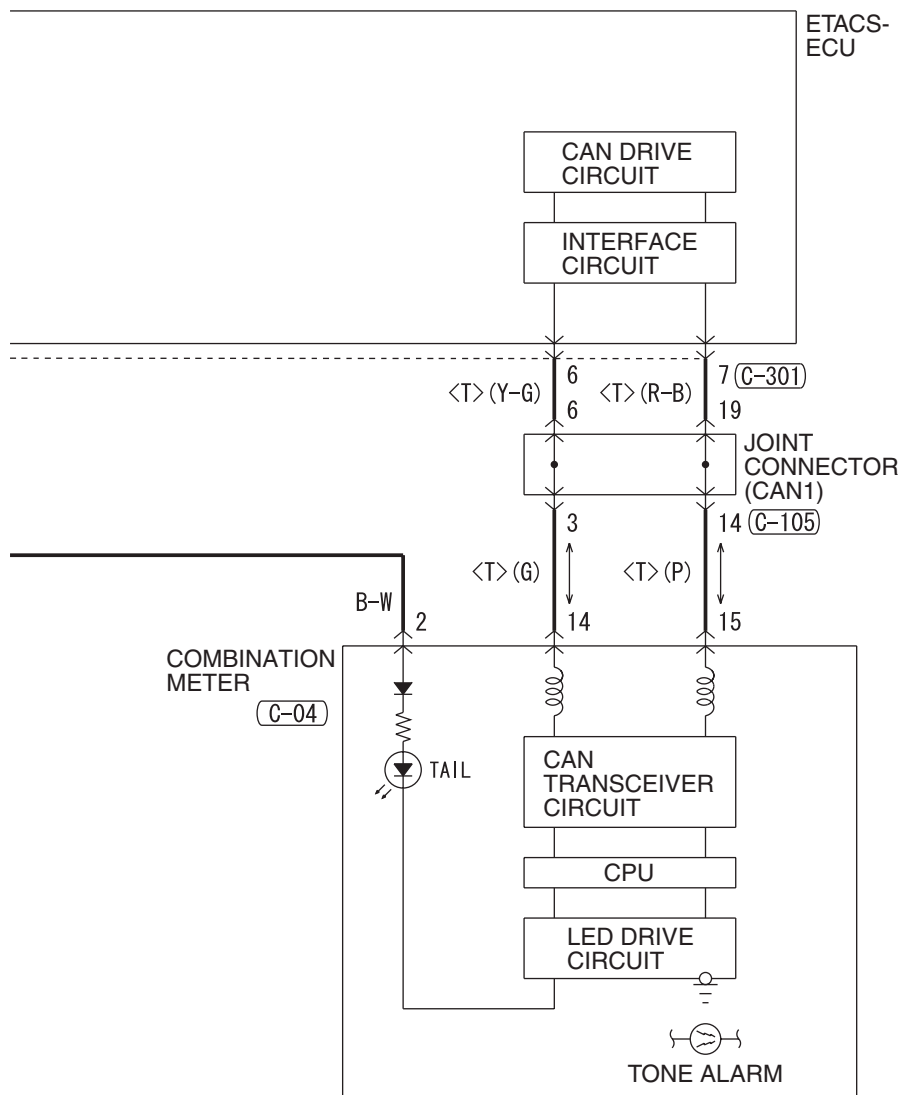 ETACS-
ECU
CAN DRIVE
CIRCUIT
INTERFACE
CIRCUIT
6
7 (C-301)
<T>(Y-G)
<T>(R-B)
6
19
JOINT
CONNECTOR
(CAN1)
3
14 (C-105)
<T>(G)
<T>(P)
B-W
2
14
15
COMBINATION
METER
C-04
TAIL
CAN
TRANSCEIVER
CIRCUIT
CPU
LED DRIVE
CIRCUIT
TONE ALARM